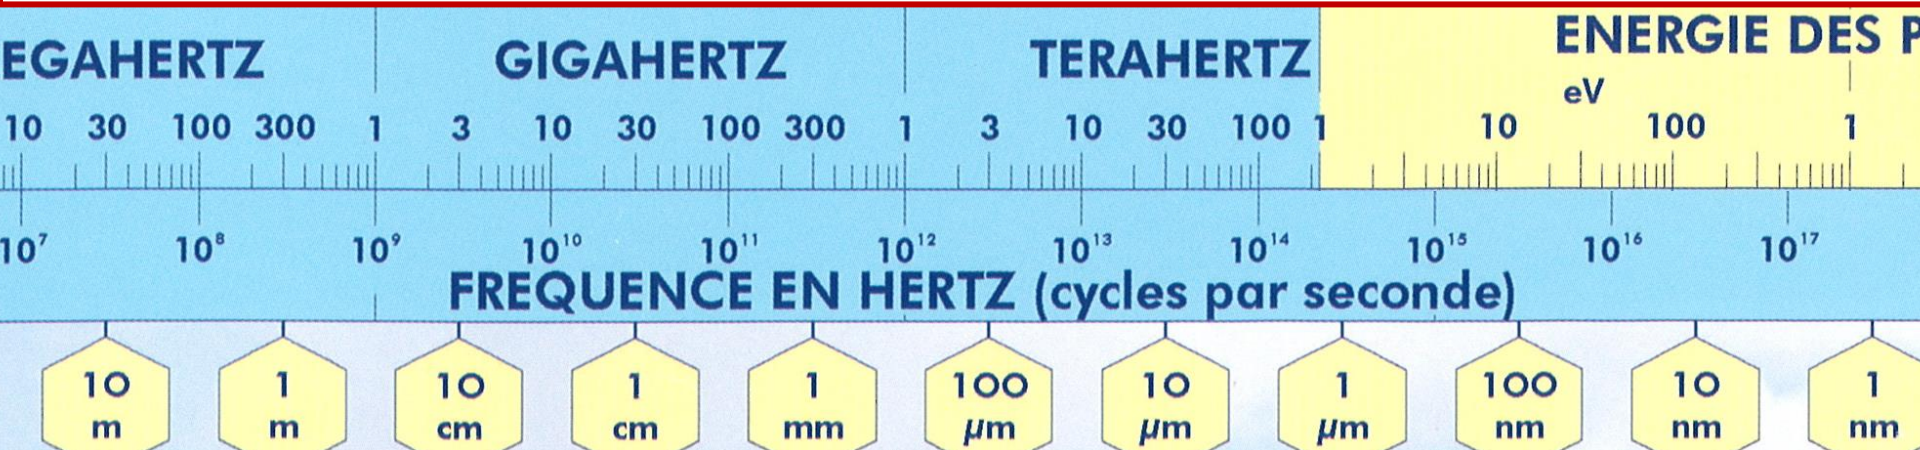 EGAHERTZ GIGAHERTZ TERAHERTZ ENERGIE DES P
eV
10 30 100 300 1 3 10 30 100 300 1 3 10 30 100 1 10 100 1
10⁷ 10⁸ 10⁹ 10¹⁰ 10¹¹ 10¹² 10¹³ 10¹⁴ 10¹⁵ 10¹⁶ 10¹⁷
FREQUENCE EN HERTZ (cycles par seconde)
10 1 10 1 1 100 10 1 100 10 1
m m cm cm mm µm µm µm nm nm nm